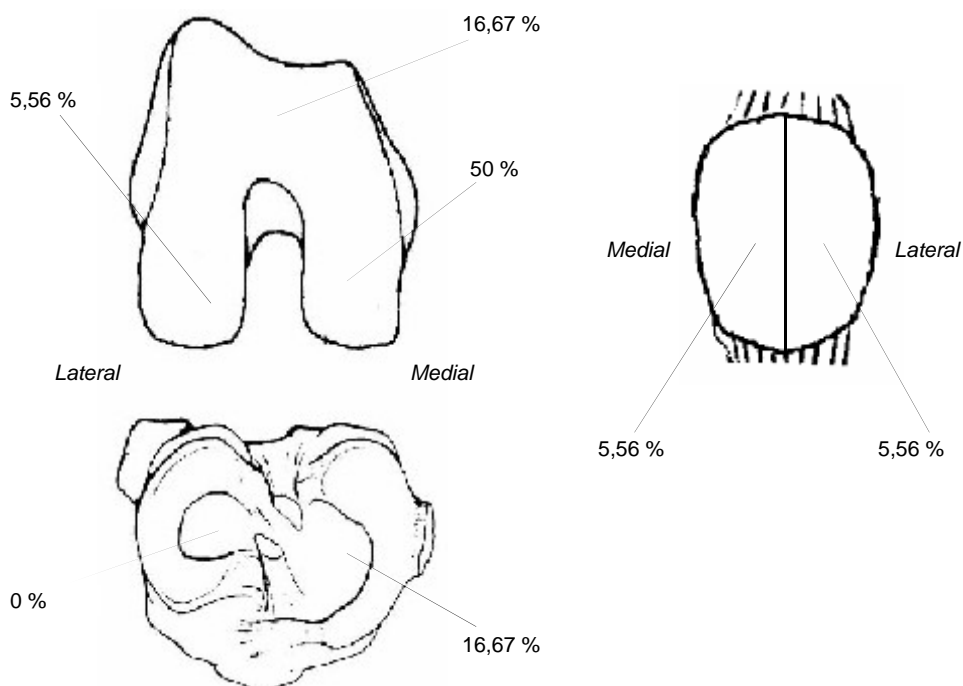 16,67 %
5,56 %
50 %
Medial
Lateral
Lateral
Medial
5,56 %
5,56 %
0 %
16,67 %